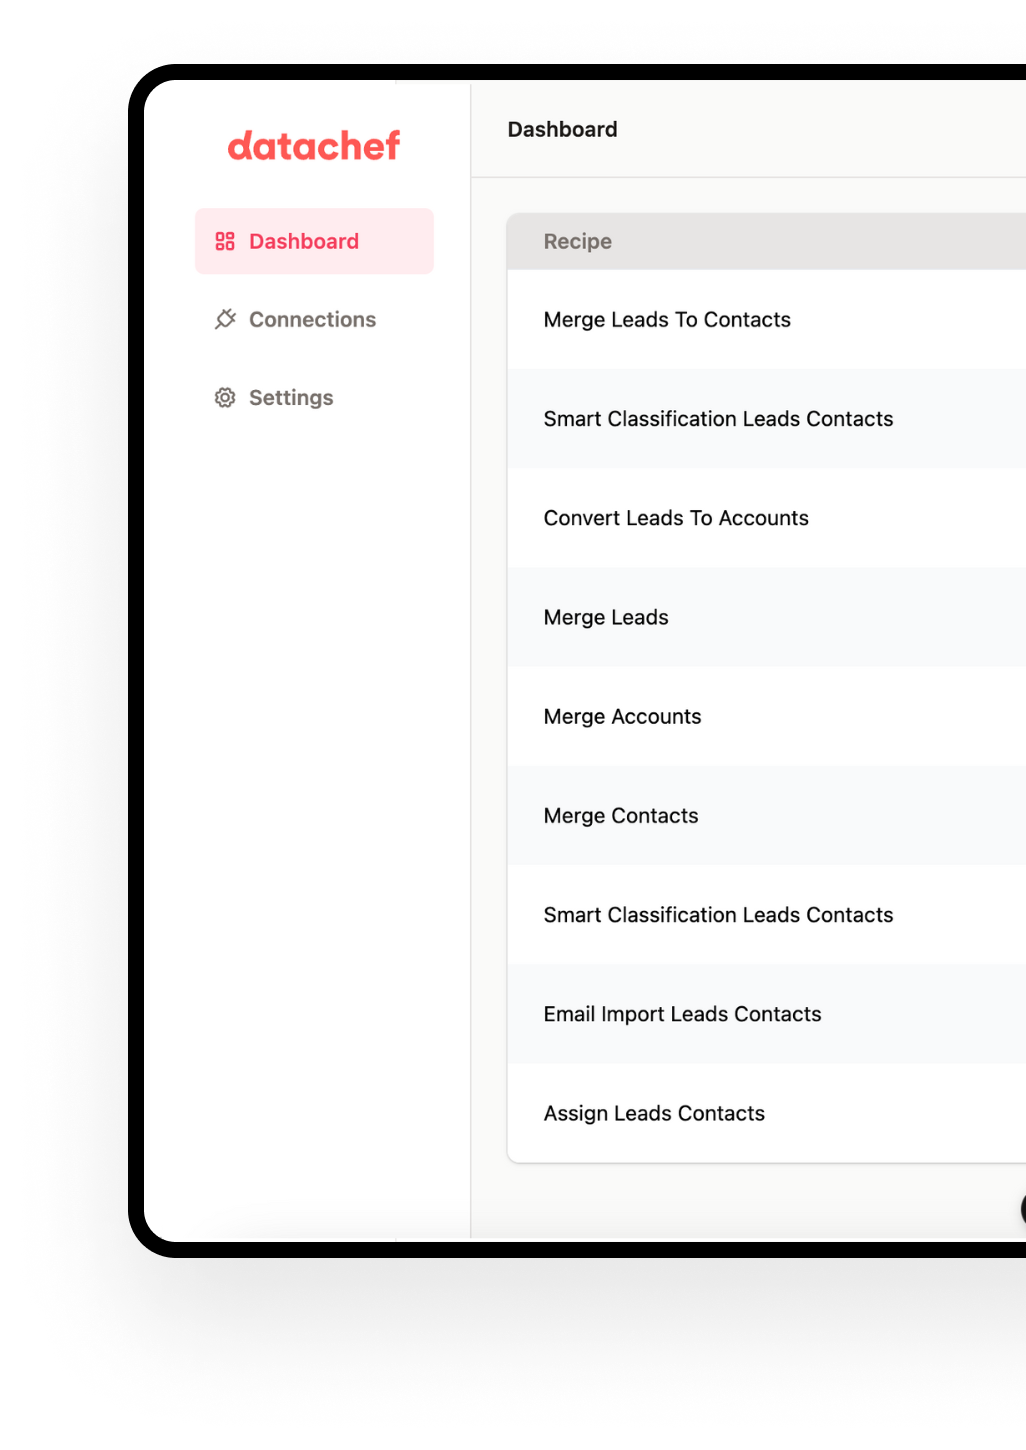 datachef
Dashboard
Connections
Settings
Dashboard
Recipe
Merge Leads To Contacts
Smart Classification Leads Contacts
Convert Leads To Accounts
Merge Leads
Merge Accounts
Merge Contacts
Smart Classification Leads Contacts
Email Import Leads Contacts
Assign Leads Contacts